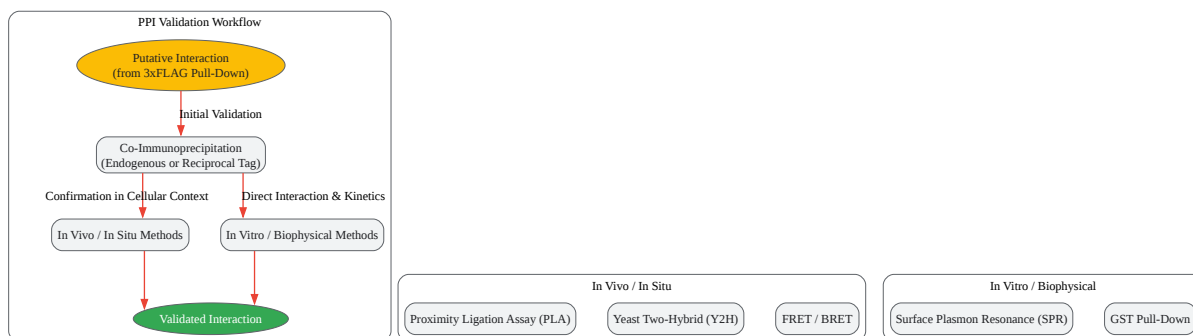 PPI Validation Workflow
Putative Interaction
(from 3xFLAG Pull-Down)
Initial Validation
Co-Immunoprecipitation
(Endogenous or Reciprocal Tag)
Confirmation in Cellular Context
Direct Interaction & Kinetics
In Vivo / In Situ Methods
In Vitro / Biophysical Methods
Validated Interaction
In Vivo / In Situ
Proximity Ligation Assay (PLA)
Yeast Two-Hybrid (Y2H)
FRET / BRET
In Vitro / Biophysical
Surface Plasmon Resonance (SPR)
GST Pull-Down